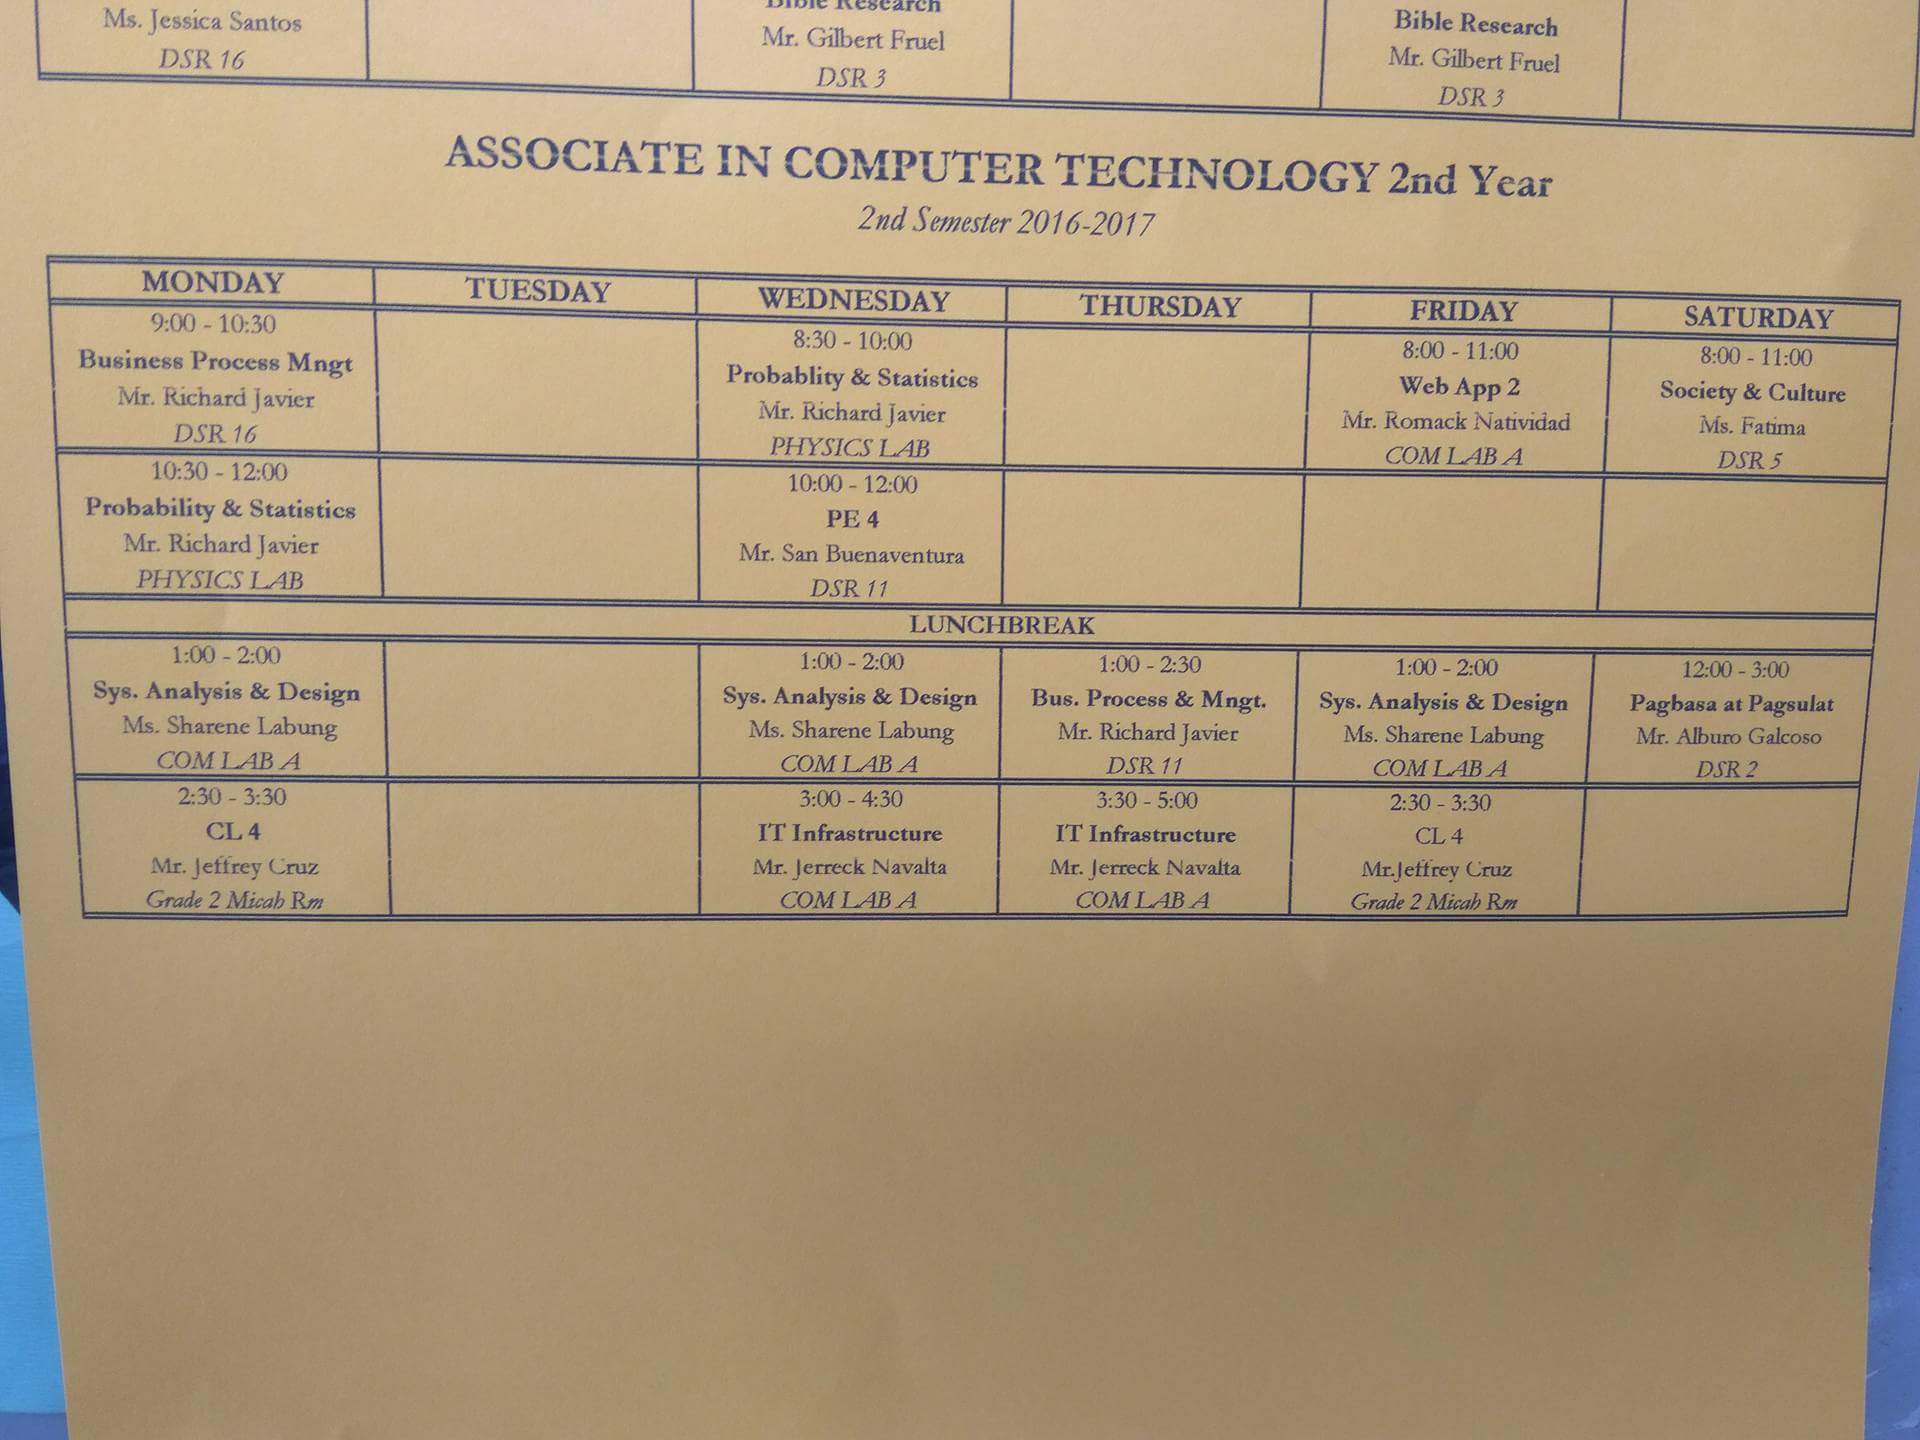 Ms. Jessica Santos
DSR 16
Bible Research
Mr. Gilbert Fruel
DSR 3
Bible Research
Mr. Gilbert Fruel
DSR 3
ASSOCIATE IN COMPUTER TECHNOLOGY 2nd Year
2nd Semester 2016-2017
MONDAY TUESDAY WEDNESDAY THURSDAY FRIDAY SATURDAY
9:00 - 10:30
Business Process Mngt
Mr. Richard Javier
DSR 16
8:30 - 10:00
Probablity & Statistics
Mr. Richard Javier
PHYSICS LAB
8:00 - 11:00
Web App 2
Mr. Romack Natividad
COM LAB A
8:00 - 11:00
Society & Culture
Ms. Fatima
DSR 5
10:30 - 12:00
Probability & Statistics
Mr. Richard Javier
PHYSICS LAB
10:00 - 12:00
PE 4
Mr. San Buenaventura
DSR 11
LUNCHBREAK
1:00 - 2:00
Sys. Analysis & Design
Ms. Sharene Labung
COM LAB A
1:00 - 2:00
Sys. Analysis & Design
Ms. Sharene Labung
COM LAB A
1:00 - 2:30
Bus. Process & Mngt.
Mr. Richard Javier
DSR 11
1:00 - 2:00
Sys. Analysis & Design
Ms. Sharene Labung
COM LAB A
12:00 - 3:00
Pagbasa at Pagsulat
Mr. Alburo Galcoso
DSR 2
2:30 - 3:30
CL 4
Mr. Jeffrey Cruz
Grade 2 Micah Rm
3:00 - 4:30
IT Infrastructure
Mr. Jerreck Navalta
COM LAB A
3:30 - 5:00
IT Infrastructure
Mr. Jerreck Navalta
COM LAB A
2:30 - 3:30
CL 4
Mr.Jeffrey Cruz
Grade 2 Micah Rm